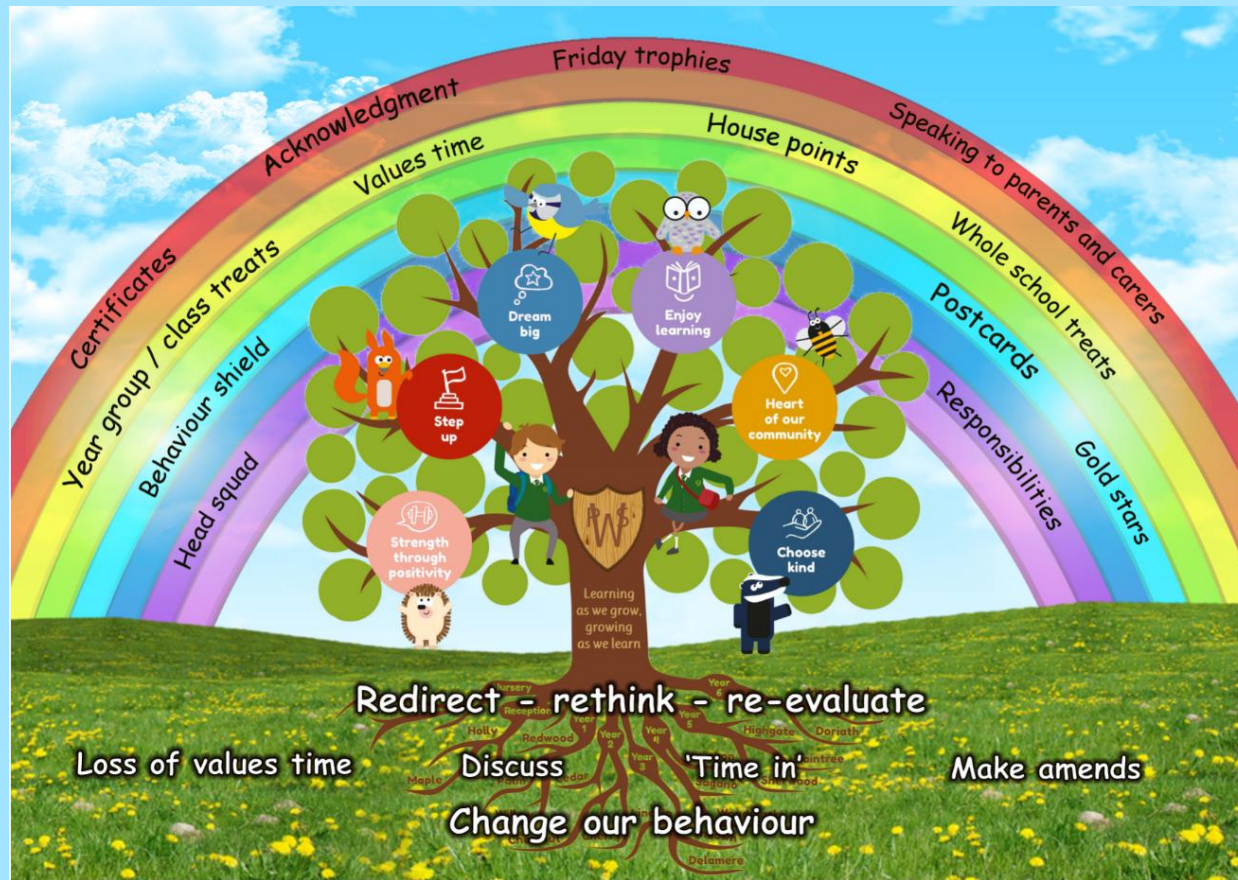 Friday trophies
Acknowledgment
Speaking to parents and carers
Certificates
Values time
House points
Year group / class treats
Whole school treats
Behaviour shield
Postcards
Gold stars
Head squad
Responsibilities
Dream
big
Enjoy
learning
Step
up
Heart
of our
community
Strength
through
positivity
Choose
kind
PWS
Learning
as we grow,
growing
as we learn
Redirect - rethink - re-evaluate
Nursery
Reception
Year
1
Year
2
Year
3
Year
4
Year
5
Year
6
Holly
Redwood
Highgate
Doriath
Loss of values time
Discuss
'Time in'
Make amends
Maple
Sherwood
Change our behaviour
Delamere